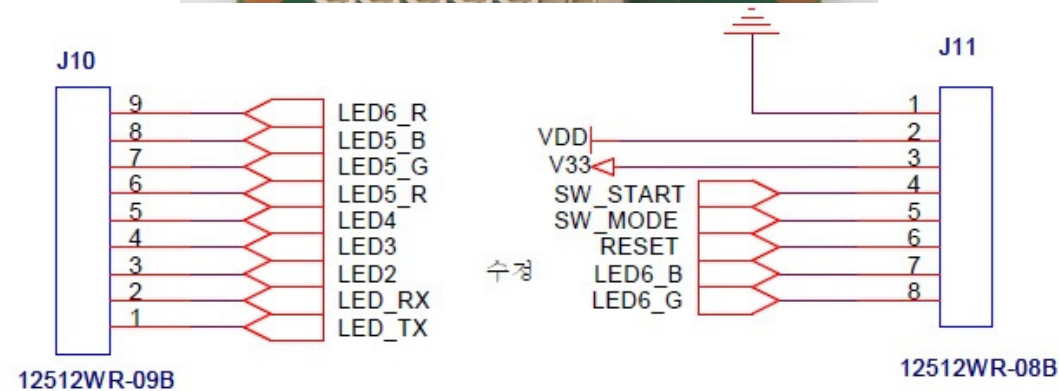 J10
9 LED6_R
8 LED5_B
7 LED5_G
6 LED5_R
5 LED4
4 LED3
3 LED2
2 LED_RX
1 LED_TX
12512WR-09B
수정
J11
1
VDD 2
V33 3
SW_START 4
SW_MODE 5
RESET 6
LED6_B 7
LED6_G 8
12512WR-08B